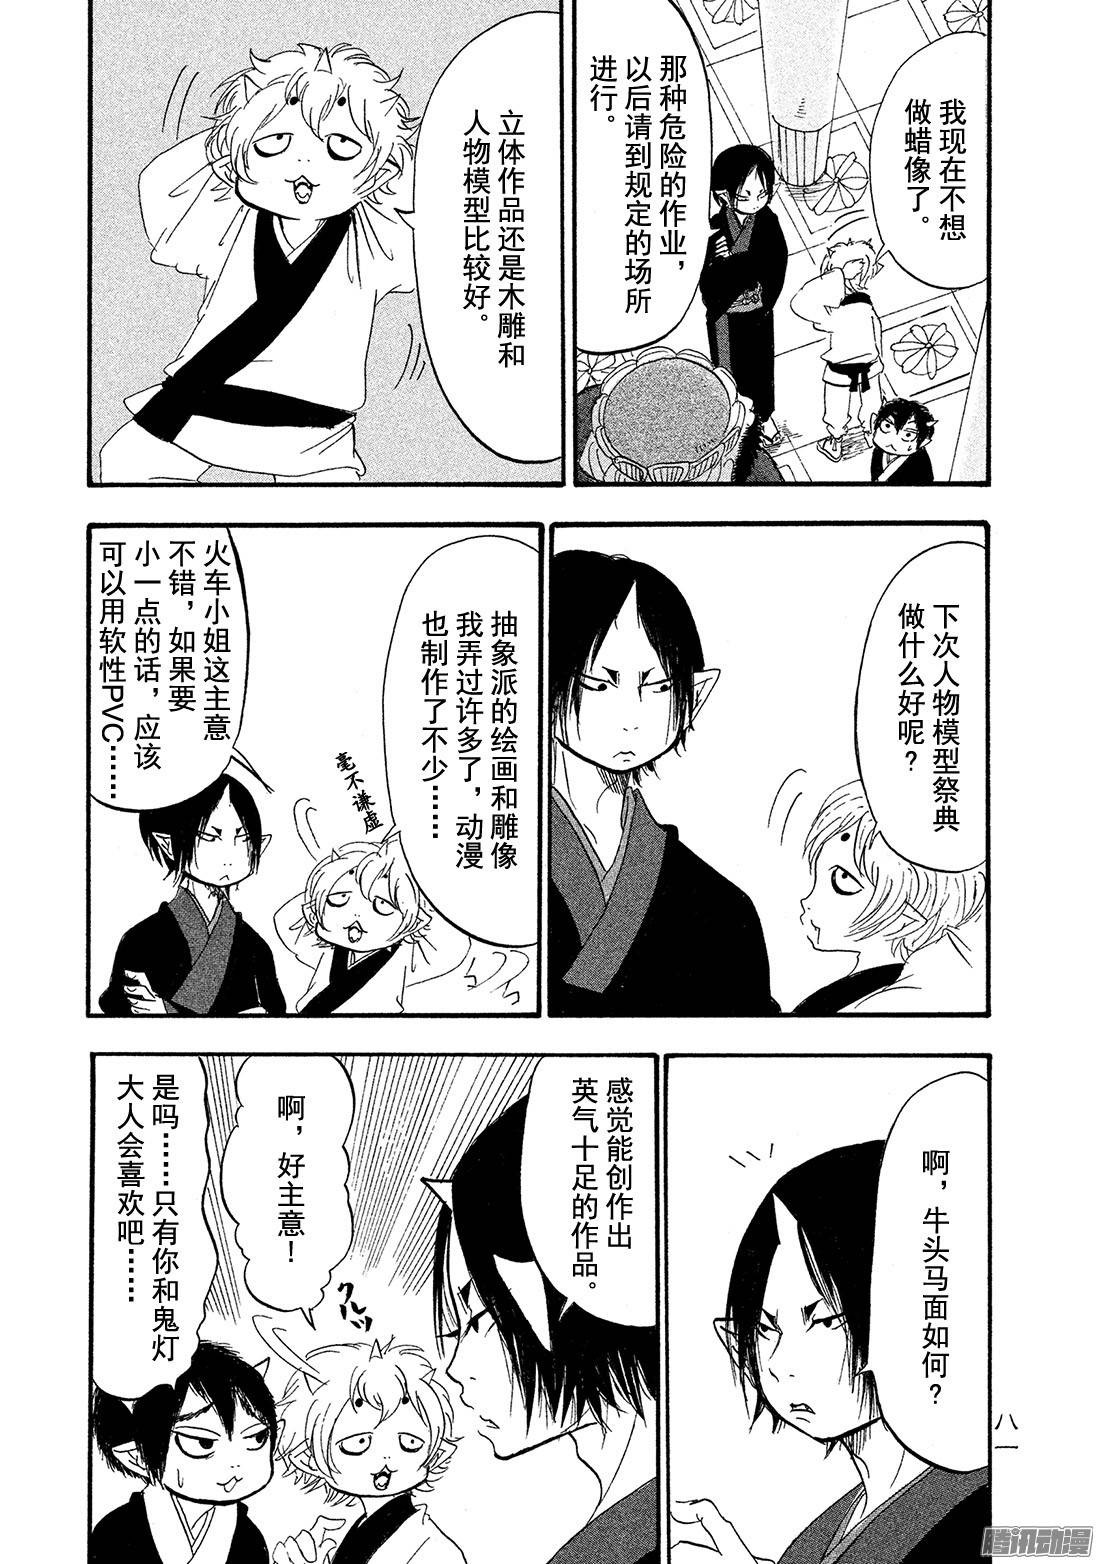 我现在不想
做蜡像了。
那种危险的作业，
以后请到规定的场所
进行。
立体作品还是木雕和
人物模型比较好。
下次人物模型祭典
做什么好呢？
抽象派的绘画和雕像
我弄过许多了，动漫
也制作了不少……
毫不谦虚
火车小姐这主意
不错，如果要
小一点的话，应该
可以用软性PVC……
啊，牛头马面如何？
感觉能创作出
英气十足的作品。
啊，好主意！
クルッ
是吗……只有你和鬼灯
大人会喜欢吧……
八一
腾讯动漫